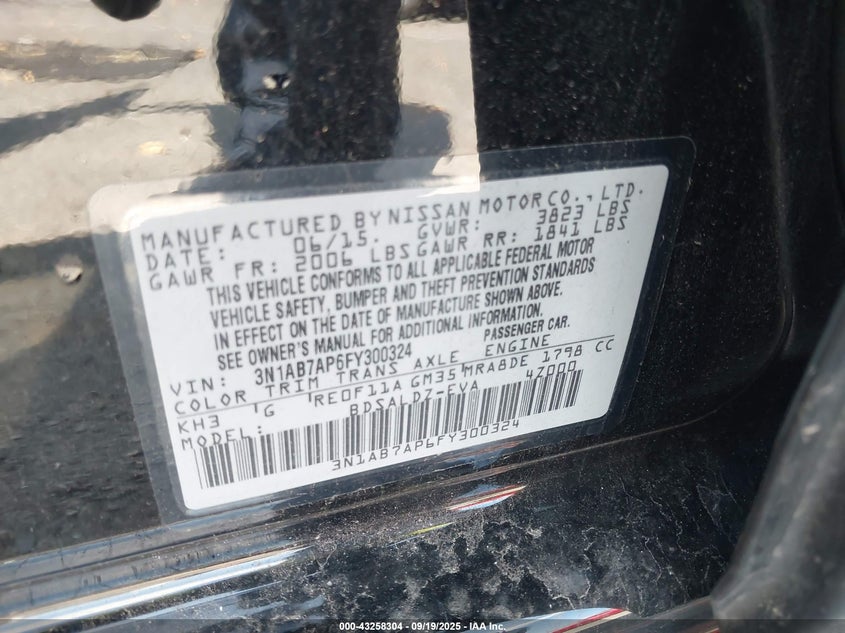 MANUFACTURED BY NISSAN MOTOR CO., LTD.
DATE: 06/15. GVWR: 3823 LBS
GAWR FR: 2006 LBS GAWR RR: 1841 LBS
THIS VEHICLE CONFORMS TO ALL APPLICABLE FEDERAL MOTOR
VEHICLE SAFETY, BUMPER AND THEFT PREVENTION STANDARDS
IN EFFECT ON THE DATE OF MANUFACTURE SHOWN ABOVE.
SEE OWNER'S MANUAL FOR ADDITIONAL INFORMATION.
VIN: 3N1AB7AP6FY300324 PASSENGER CAR.
COLOR TRIM TRANS AXLE ENGINE
KH3 G RE0F11A GM35 MRA8DE 1798 CC
MODEL: BDSALDZ-EVA 4Z000
3N1AB7AP6FY300324
000-43258304 - 09/19/2025 - IAA Inc.